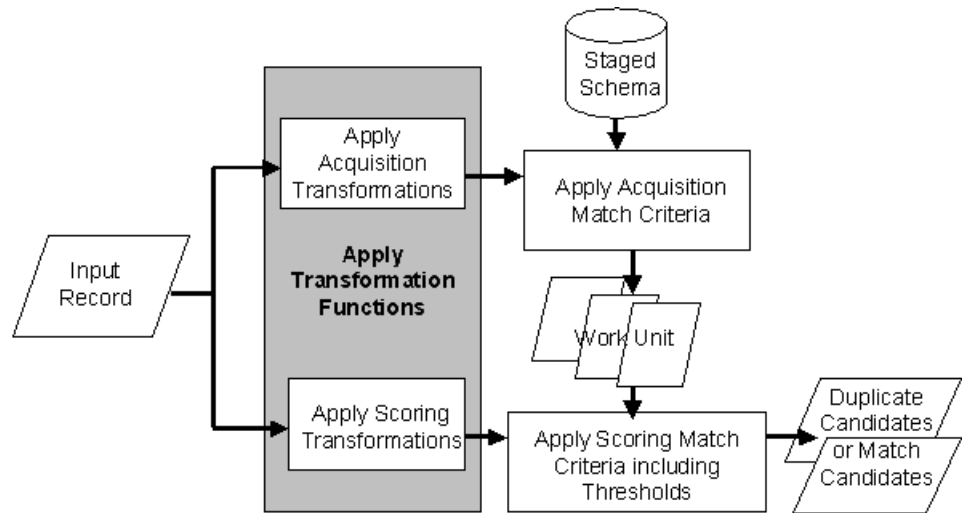 Staged
Schema
Apply
Acquisition
Transformations
Apply Acquisition
Match Criteria
Input
Record
Apply
Transformation
Functions
Work Unit
Apply Scoring
Transformations
Apply Scoring Match
Criteria including
Thresholds
Duplicate
Candidates
or Match
Candidates